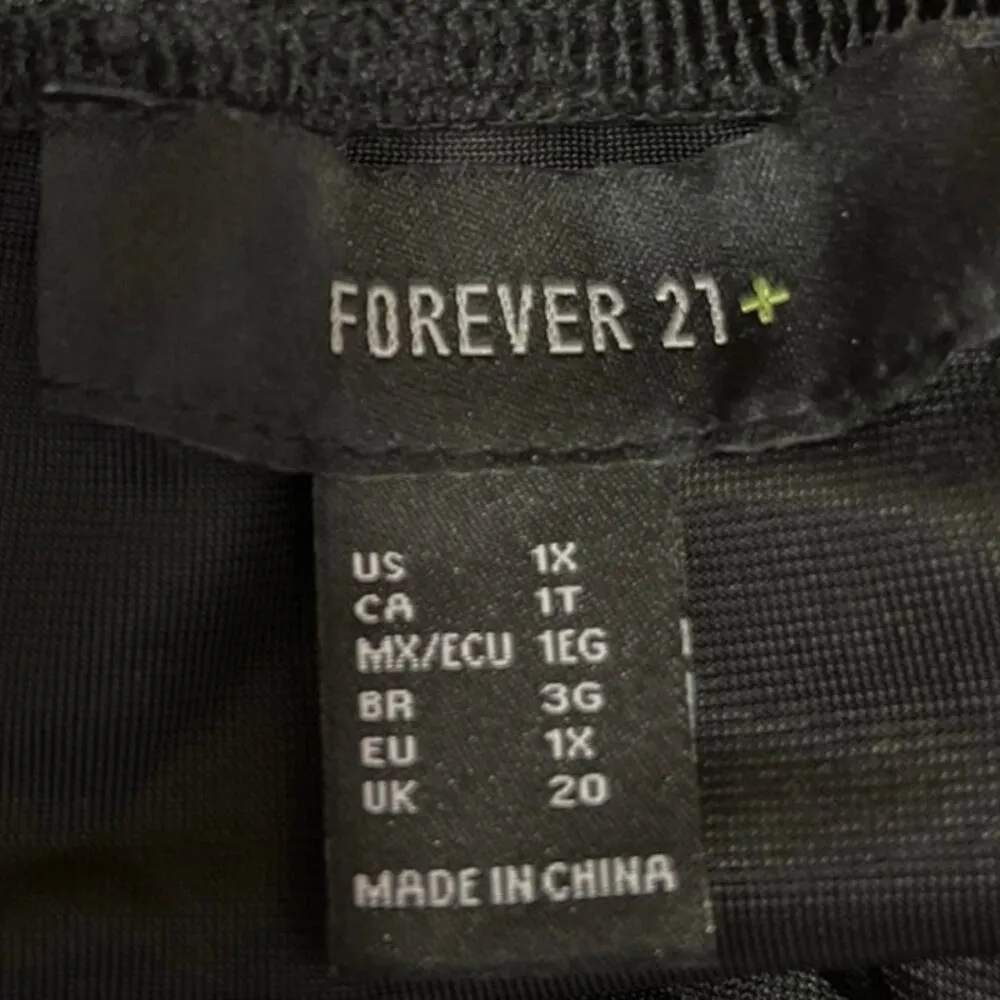 FOREVER 21+
US 1X
CA 1T
MX/ECU 1EG
BR 3G
EU 1X
UK 20
MADE IN CHINA